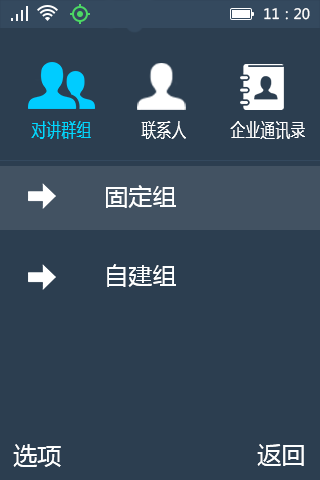 11 : 20
对讲群组 联系人 企业通讯录
固定组
自建组
选项 返回